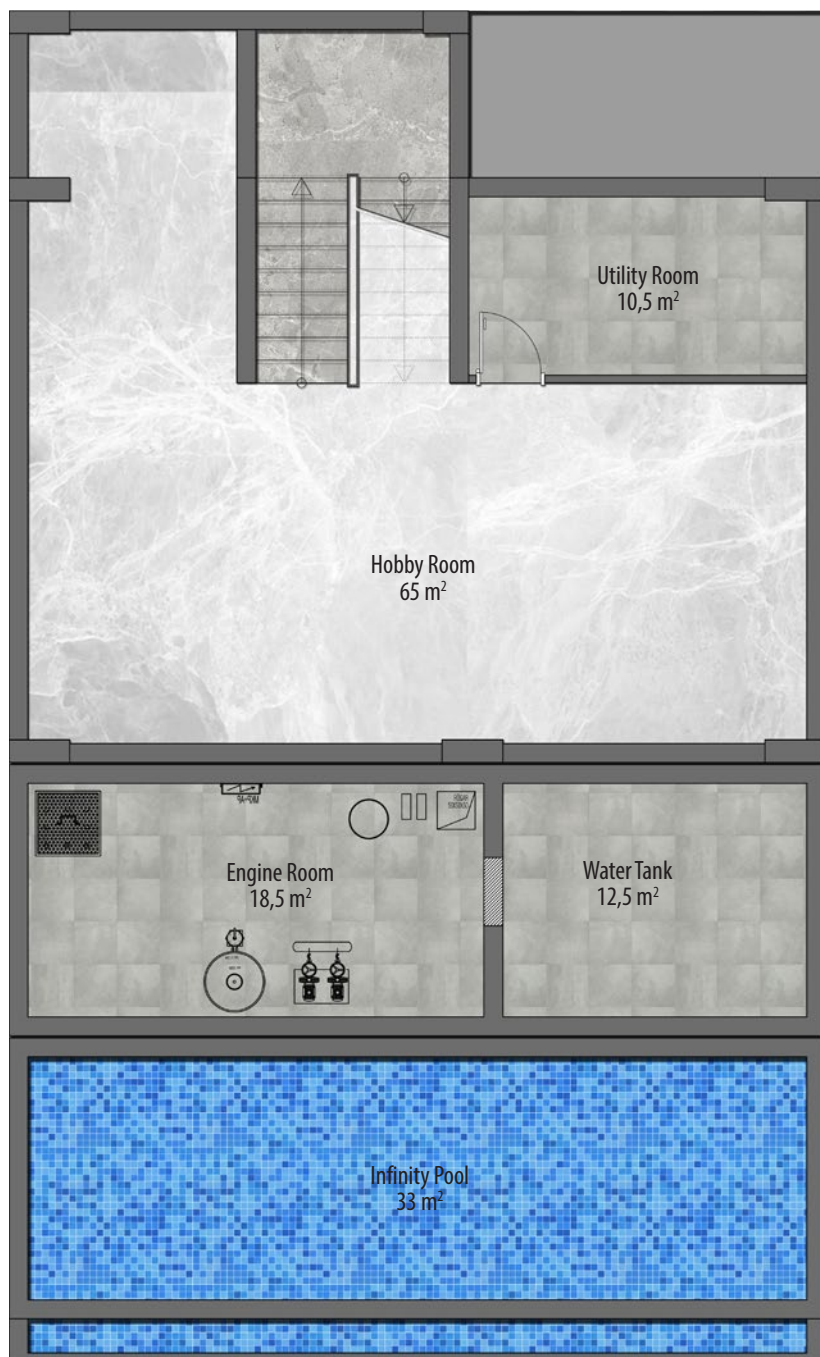 Utility Room
10,5 m²
Hobby Room
65 m²
Engine Room
18,5 m²
Water Tank
12,5 m²
Infinity Pool
33 m²